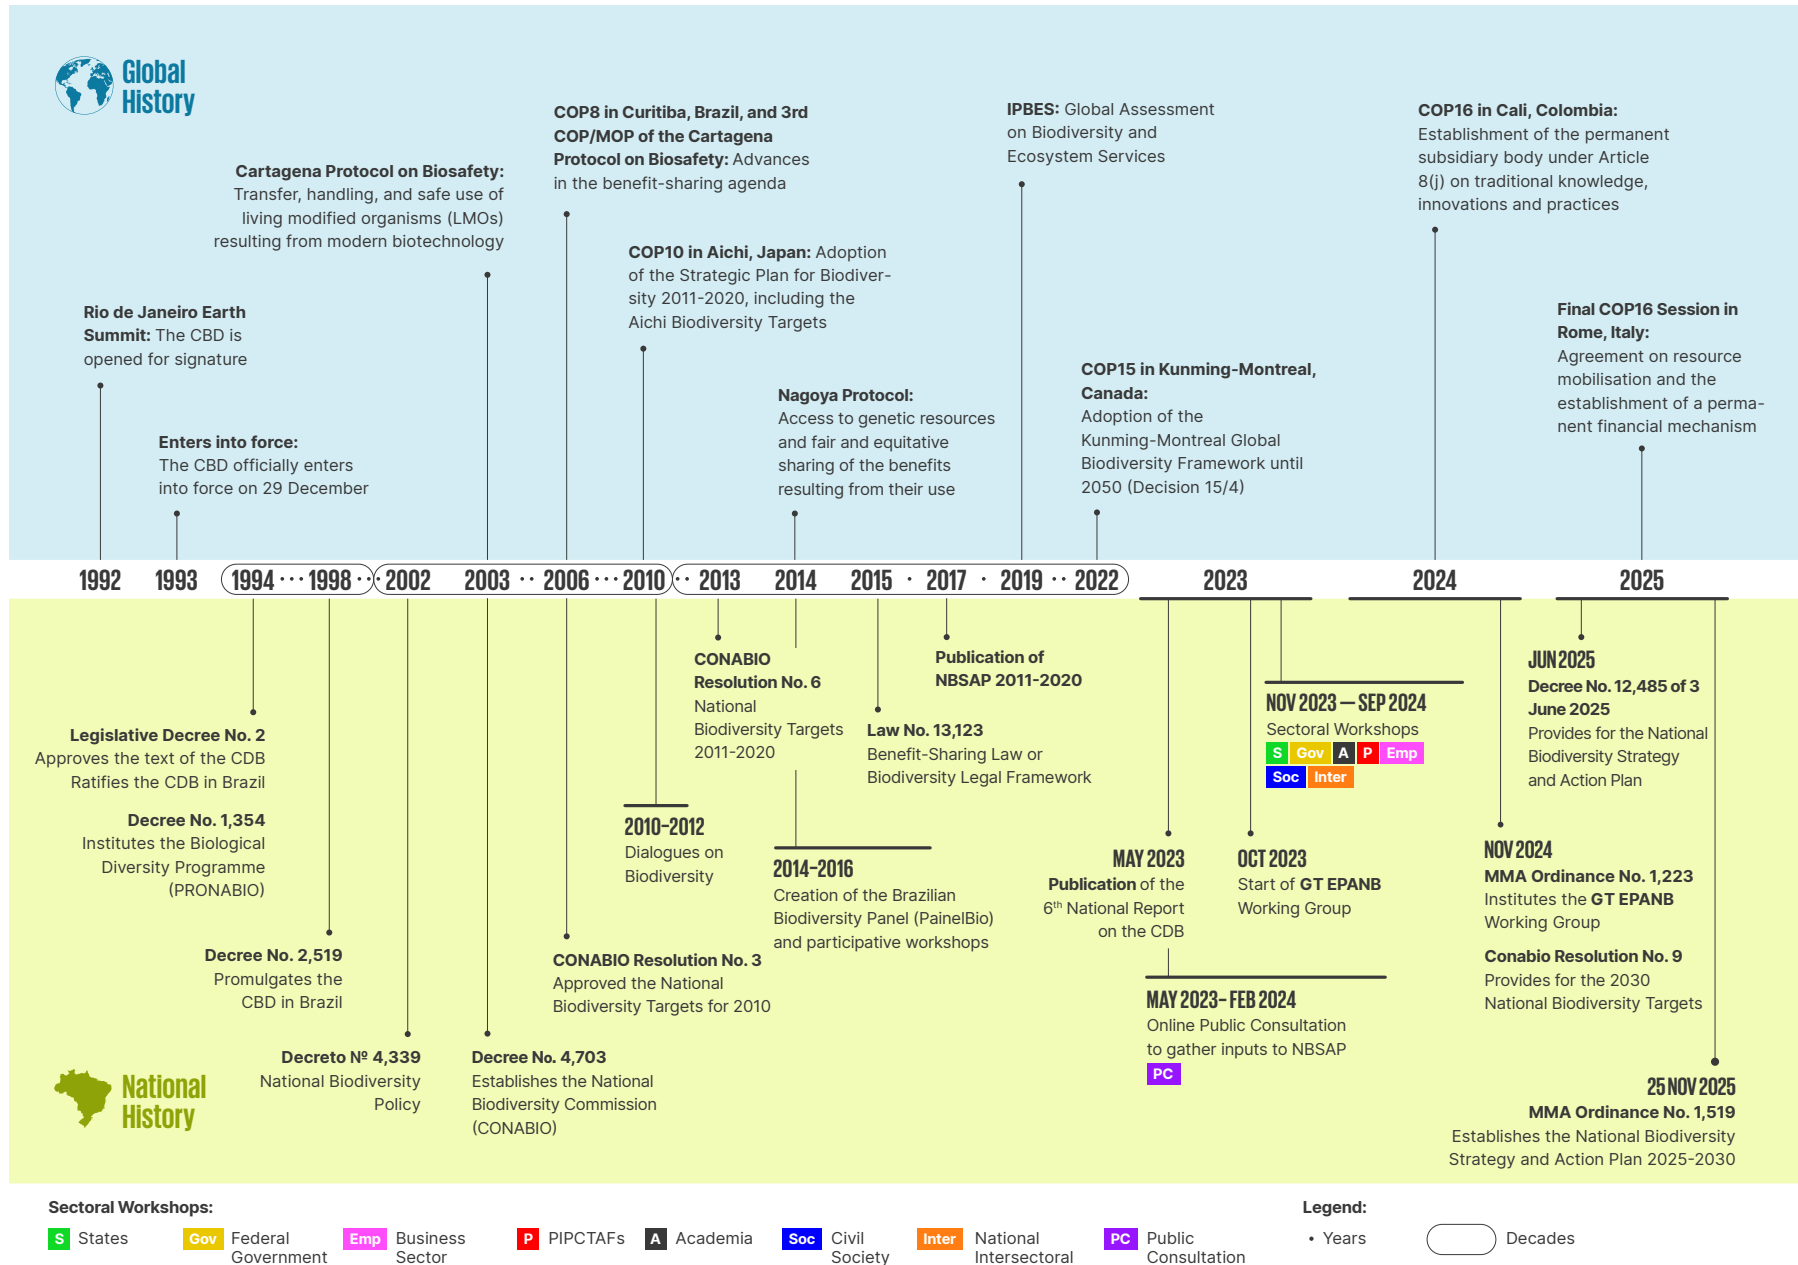 Global
History
Rio de Janeiro Earth
Summit: The CBD is
opened for signature
Enters into force:
The CBD officially enters
into force on 29 December
Cartagena Protocol on Biosafety:
Transfer, handling, and safe use of
living modified organisms (LMOs)
resulting from modern biotechnology
COP8 in Curitiba, Brazil, and 3rd
COP/MOP of the Cartagena
Protocol on Biosafety: Advances
in the benefit-sharing agenda
COP10 in Aichi, Japan: Adoption
of the Strategic Plan for Biodiver-
sity 2011-2020, including the
Aichi Biodiversity Targets
Nagoya Protocol:
Access to genetic resources
and fair and equitative
sharing of the benefits
resulting from their use
IPBES: Global Assessment
on Biodiversity and
Ecosystem Services
COP15 in Kunming-Montreal,
Canada:
Adoption of the
Kunming-Montreal Global
Biodiversity Framework until
2050 (Decision 15/4)
COP16 in Cali, Colombia:
Establishment of the permanent
subsidiary body under Article
8(j) on traditional knowledge,
innovations and practices
Final COP16 Session in
Rome, Italy:
Agreement on resource
mobilisation and the
establishment of a perma-
nent financial mechanism
1992 1993 1994 ··· 1998 ··· 2002 2003 ·· 2006 ··· 2010 ·· 2013 2014 2015 · 2017 · 2019 ·· 2022 2023 2024 2025
Legislative Decree No. 2
Approves the text of the CDB
Ratifies the CDB in Brazil
Decree No. 1,354
Institutes the Biological
Diversity Programme
(PRONABIO)
Decree No. 2,519
Promulgates the
CBD in Brazil
Decreto Nº 4,339
National Biodiversity
Policy
Decree No. 4,703
Establishes the National
Biodiversity Commission
(CONABIO)
CONABIO Resolution No. 3
Approved the National
Biodiversity Targets for 2010
2010–2012
Dialogues on
Biodiversity
CONABIO
Resolution No. 6
National
Biodiversity Targets
2011-2020
2014–2016
Creation of the Brazilian
Biodiversity Panel (PainelBio)
and participative workshops
Law No. 13,123
Benefit-Sharing Law or
Biodiversity Legal Framework
Publication of
NBSAP 2011-2020
MAY 2023
Publication of the
6th National Report
on the CDB
MAY 2023– FEB 2024
Online Public Consultation
to gather inputs to NBSAP
PC
OCT 2023
Start of GT EPANB
Working Group
NOV 2023 — SEP 2024
Sectoral Workshops
S Gov A P Emp
Soc Inter
NOV 2024
MMA Ordinance No. 1,223
Institutes the GT EPANB
Working Group
Conabio Resolution No. 9
Provides for the 2030
National Biodiversity Targets
JUN 2025
Decree No. 12,485 of 3
June 2025
Provides for the National
Biodiversity Strategy
and Action Plan
25 NOV 2025
MMA Ordinance No. 1,519
Establishes the National Biodiversity
Strategy and Action Plan 2025-2030
National
History
Sectoral Workshops:
S States
Gov Federal
Government
Emp Business
Sector
P PIPCTAFs
A Academia
Soc Civil
Society
Inter National
Intersectoral
PC Public
Consultation
Legend:
• Years
Decades